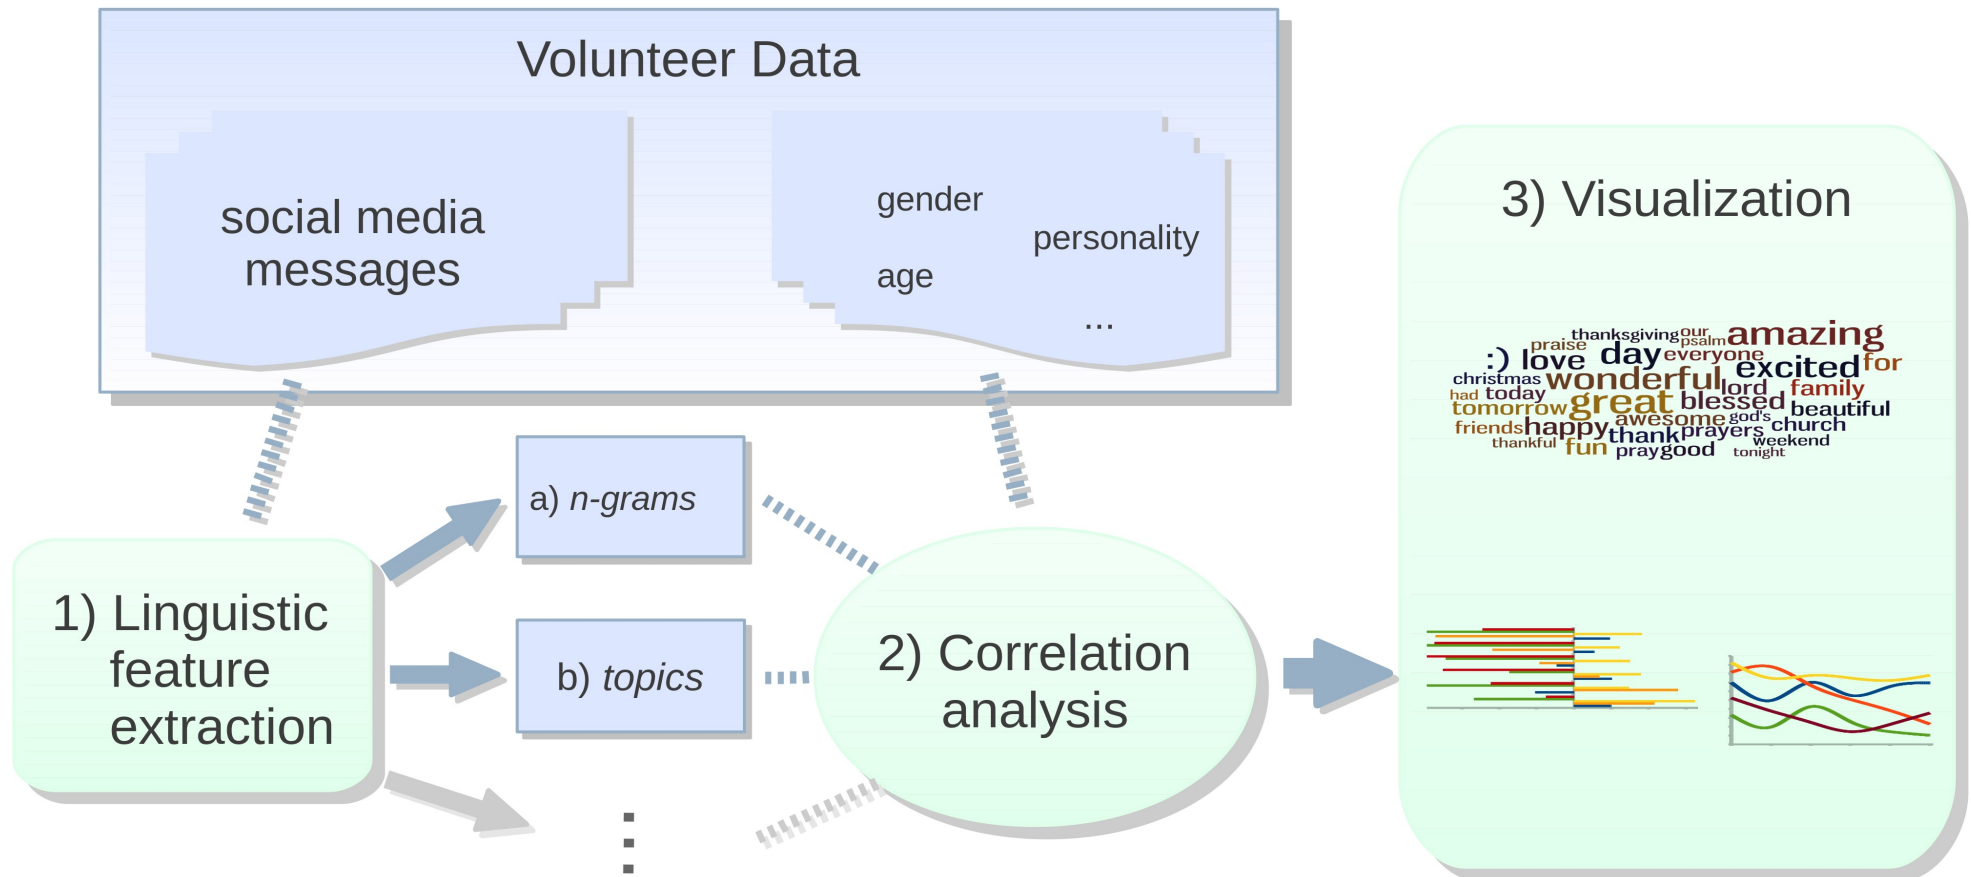 Volunteer Data
social media
messages
gender
personality
age
...
1) Linguistic
feature
extraction
a) n-grams
b) topics
2) Correlation
analysis
3) Visualization
thanksgiving our amazing
praise psalm
:) love day everyone excited for
christmas wonderful lord family
had today great blessed beautiful
tomorrow awesome god's church
friends happy thank prayers weekend
thankful fun pray good tonight